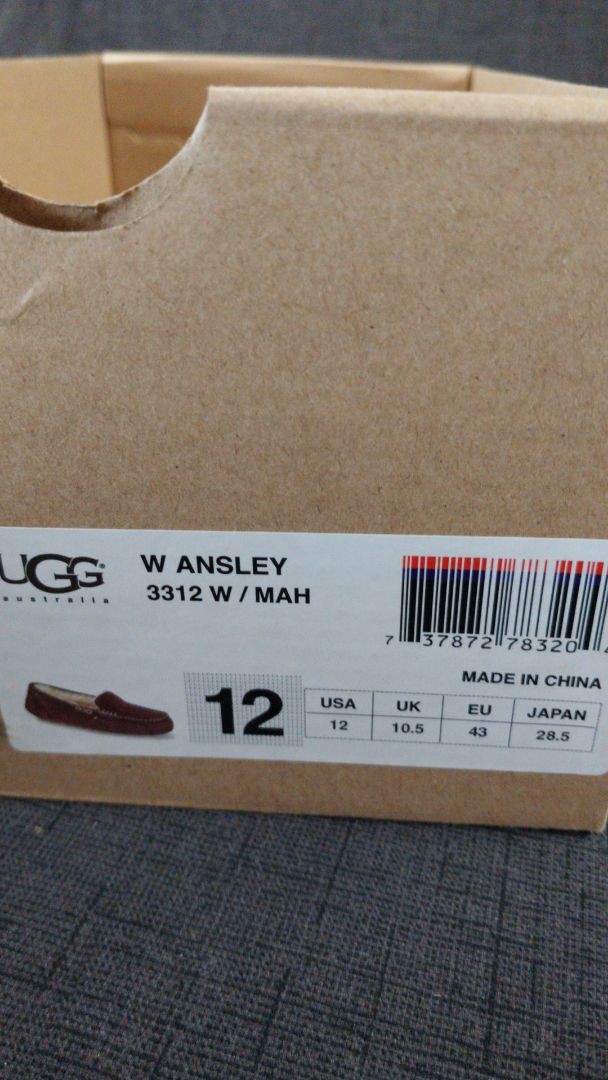 UGG®
australia
W ANSLEY
3312 W / MAH
7 37872 78320
MADE IN CHINA
12
USA UK EU JAPAN
12 10.5 43 28.5